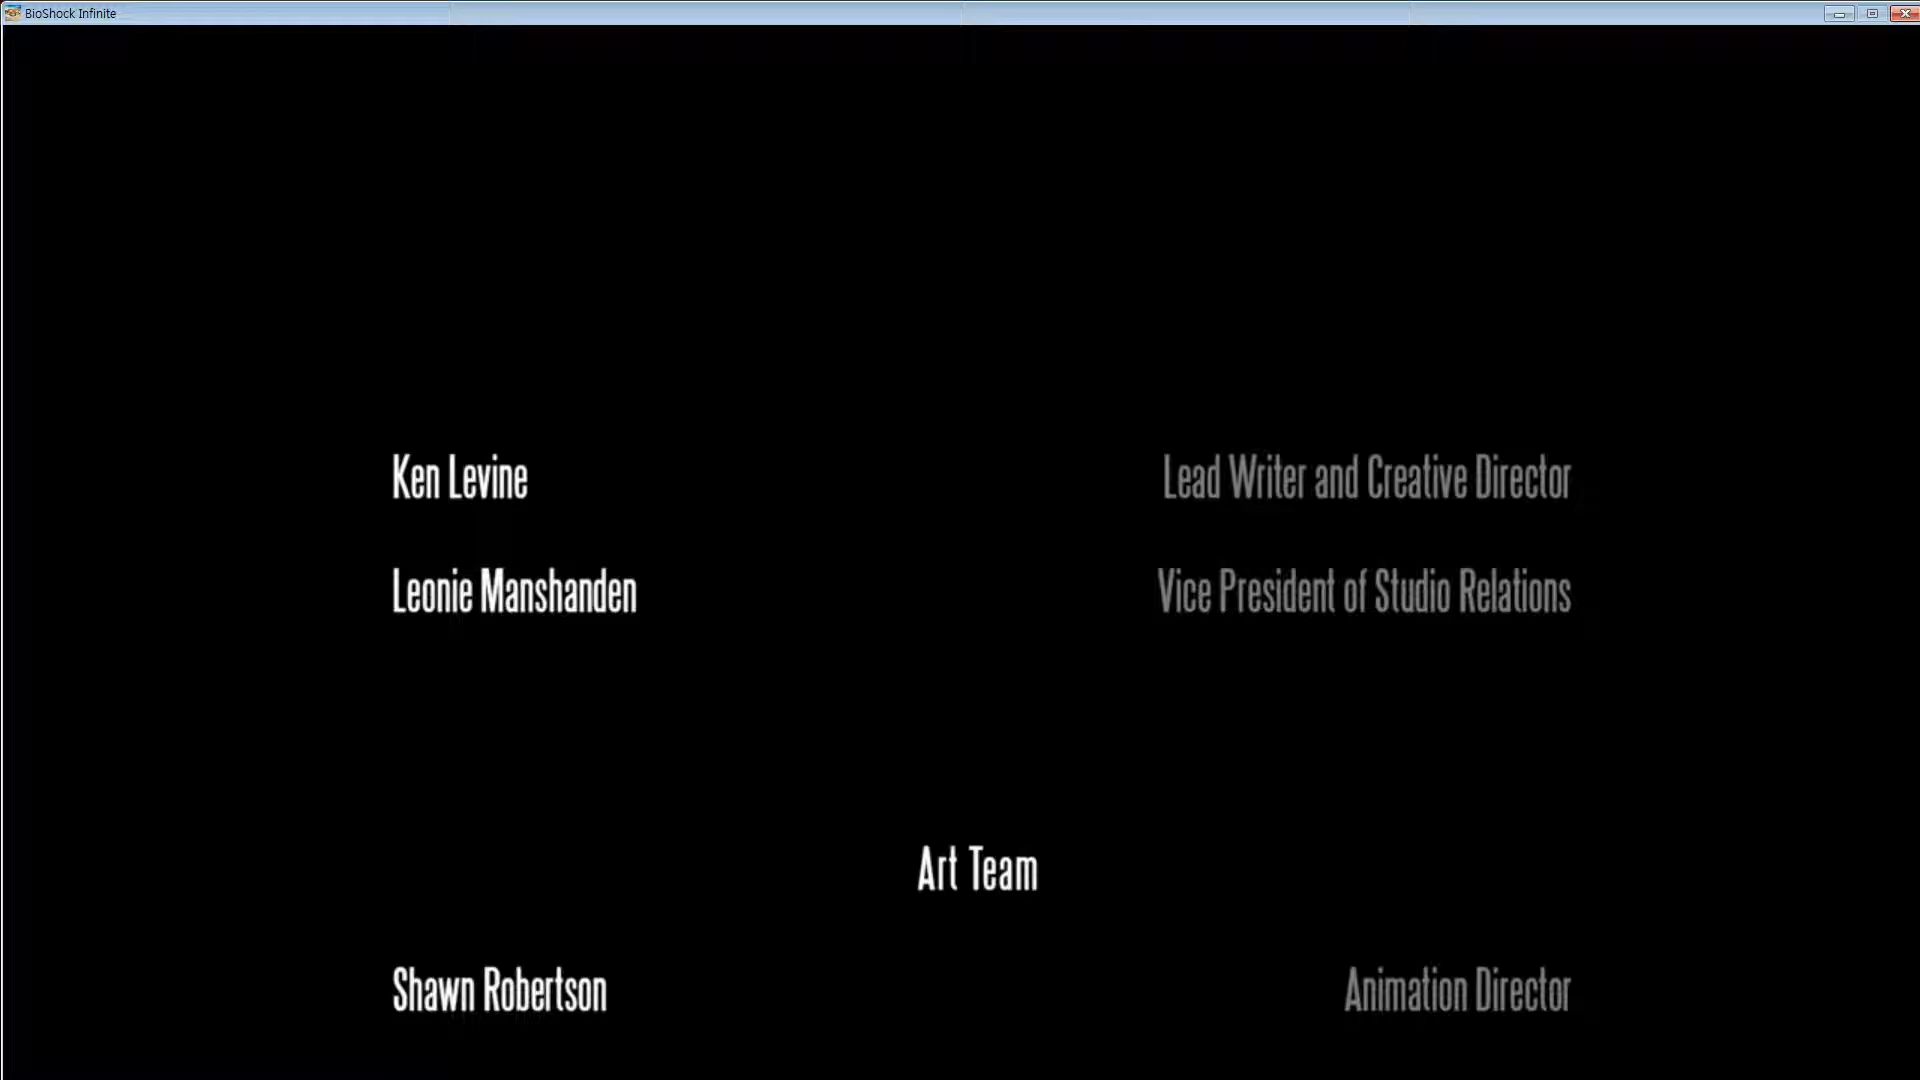 BioShock Infinite
Ken Levine Lead Writer and Creative Director
Leonie Manshanden Vice President of Studio Relations
Art Team
Shawn Robertson Animation Director